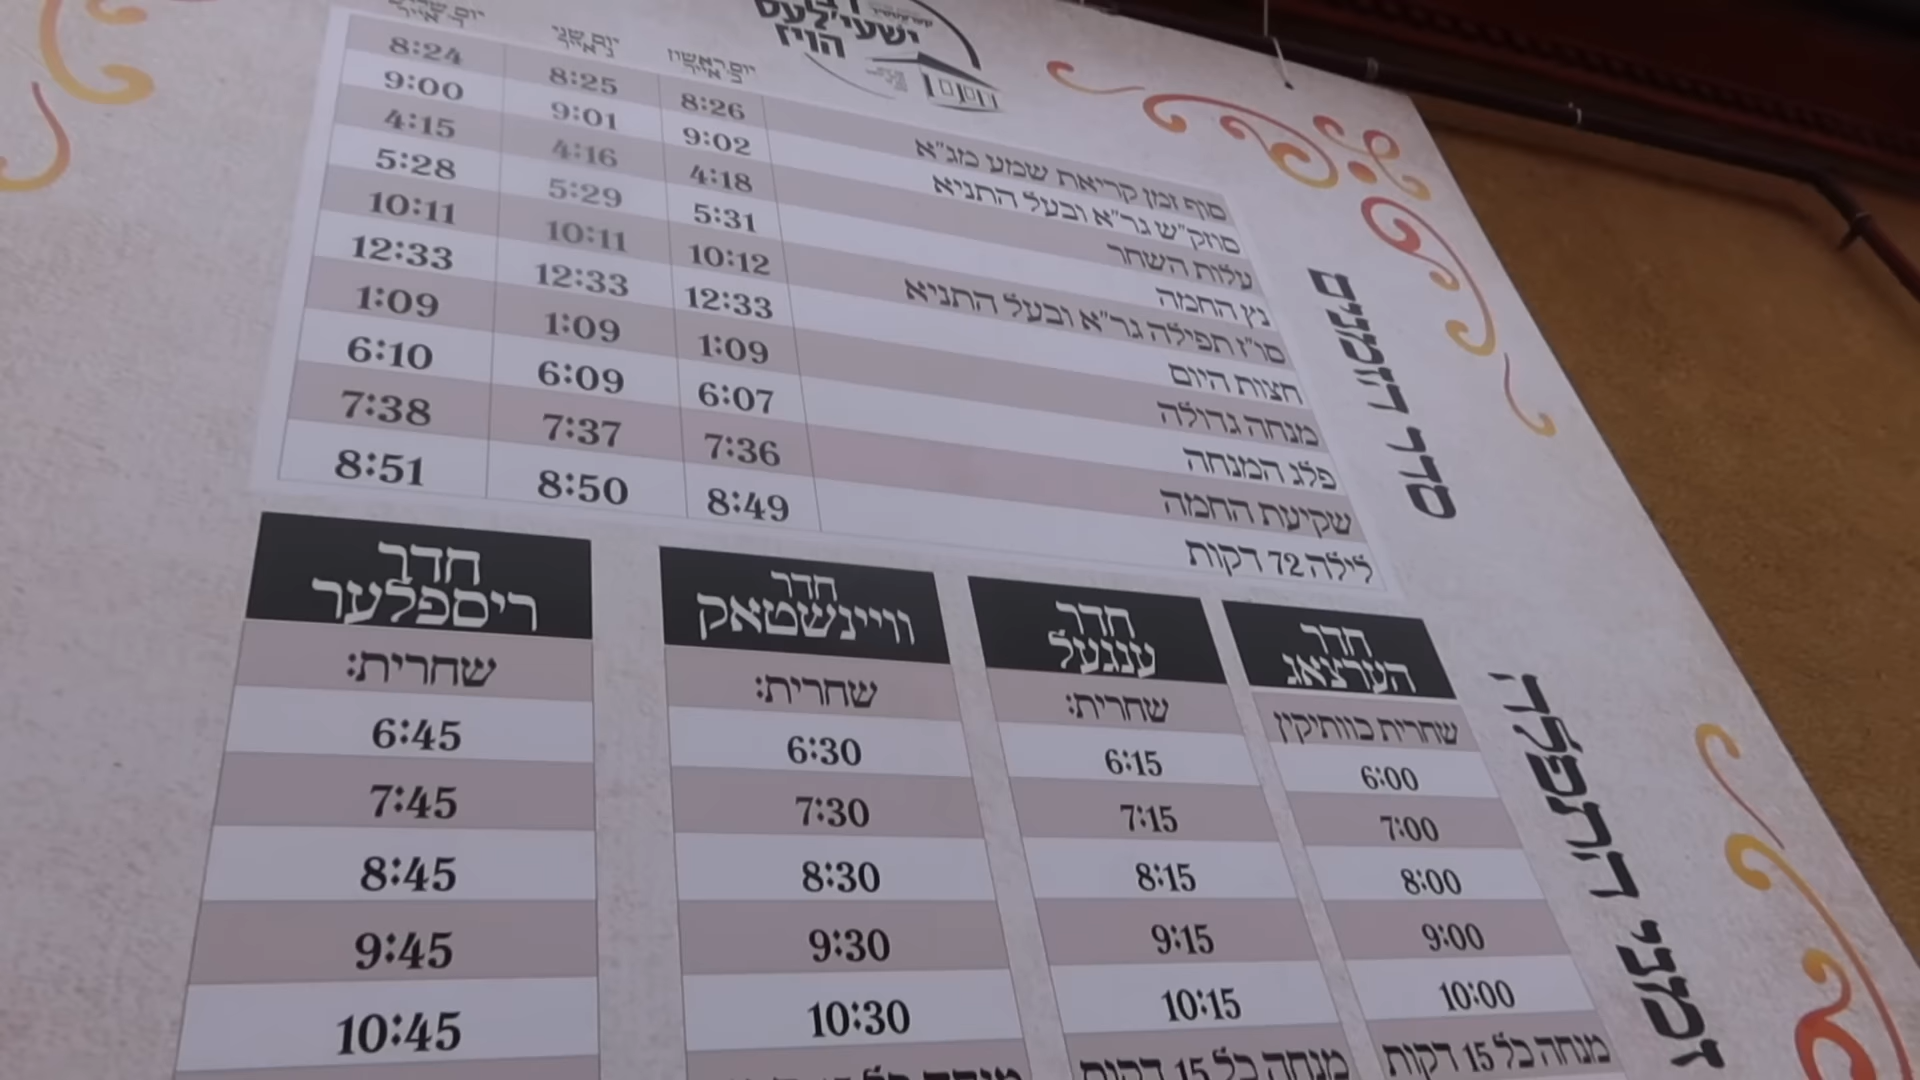 ישעי'לעס
הויז
יום ראשון
ב' אייר
יום שני
ג' אייר
ד' אייר
סדר הזמנים
סוף זמן קריאת שמע מג"א 8:26 8:25 8:24
סוזק"ש גר"א ובעל התניא 9:02 9:01 9:00
עלות השחר 4:18 4:16 4:15
נץ החמה 5:31 5:29 5:28
סו"ז תפילה גר"א ובעל התניא 10:12 10:11 10:11
חצות היום 12:33 12:33 12:33
מנחה גדולה 1:09 1:09 1:09
פלג המנחה 6:07 6:09 6:10
שקיעת החמה 7:36 7:37 7:38
לילה 72 דקות 8:49 8:50 8:51
זמני התפלה
חדר
הערצאג
שחרית כוותיקין
6:00
7:00
8:00
9:00
10:00
מנחה כל 15 דקות
חדר
ענגעל
שחרית:
6:15
7:15
8:15
9:15
10:15
מנחה כל 15 דקות
חדר
וויינשטאק
שחרית:
6:30
7:30
8:30
9:30
10:30
חדר
ריספלער
שחרית:
6:45
7:45
8:45
9:45
10:45